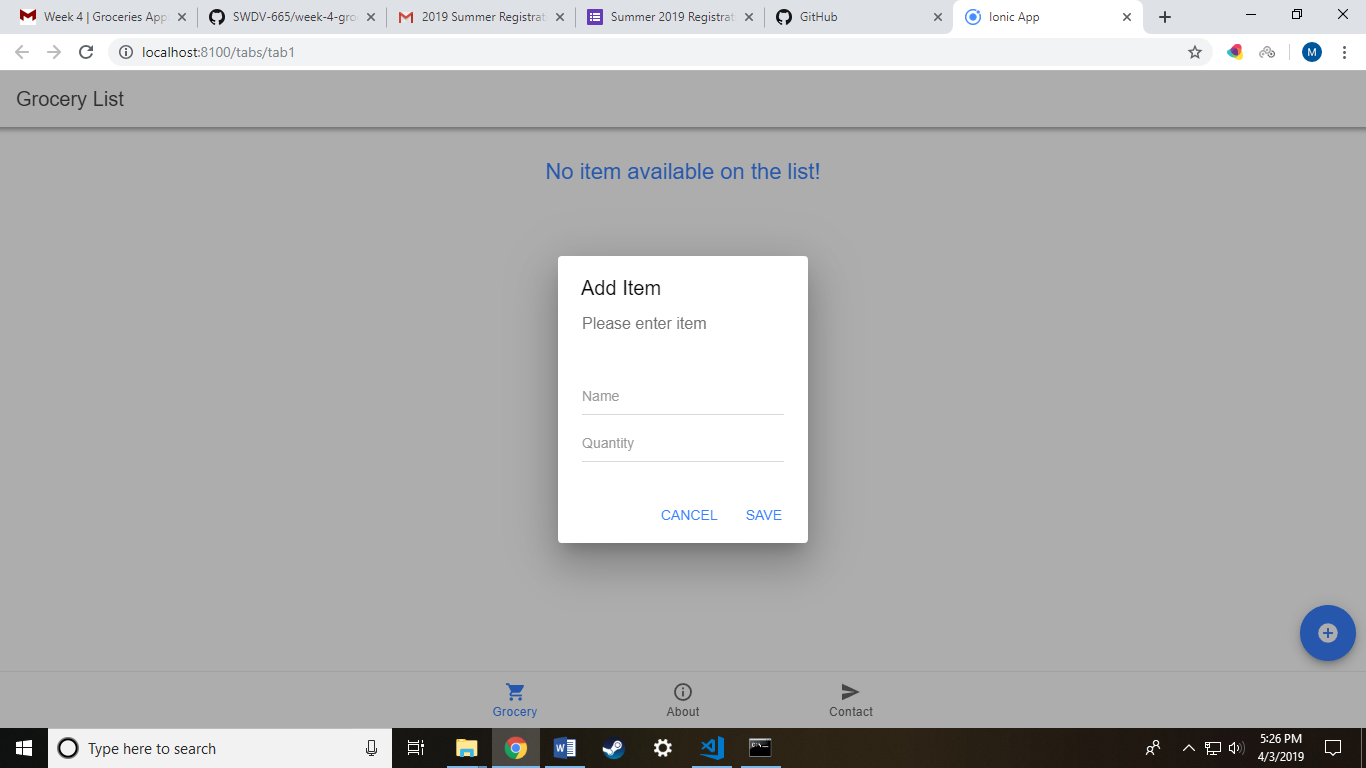 Week 4 | Groceries App
SWDV-665/week-4-gro
2019 Summer Registrat
Summer 2019 Registrat
GitHub
Ionic App
localhost:8100/tabs/tab1
M
Grocery List
No item available on the list!
Add Item
Please enter item
Name
Quantity
CANCEL SAVE
Grocery About Contact
Type here to search
5:26 PM
4/3/2019